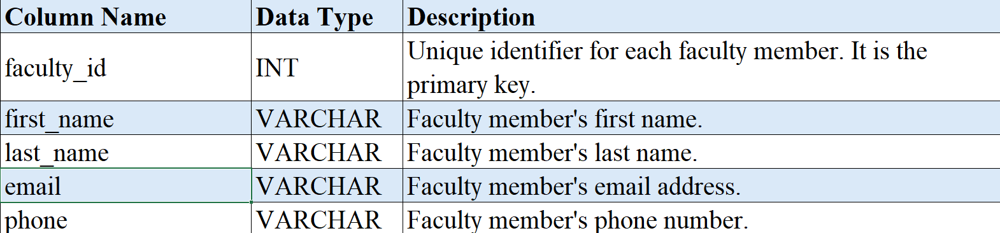 Column Name Data Type Description
faculty_id INT Unique identifier for each faculty member. It is the
primary key.
first_name VARCHAR Faculty member's first name.
last_name VARCHAR Faculty member's last name.
email VARCHAR Faculty member's email address.
phone VARCHAR Faculty member's phone number.